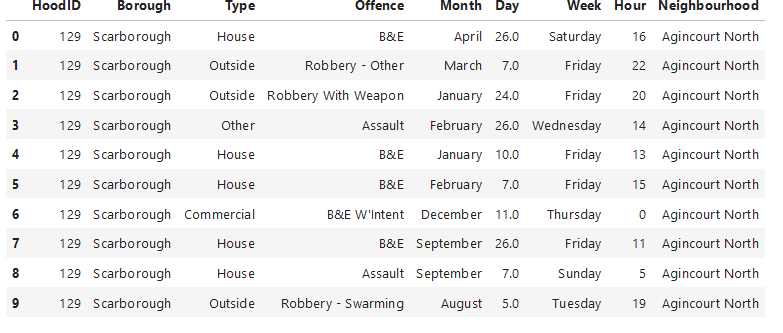 HoodID Borough Type Offence Month Day Week Hour Neighbourhood
0 129 Scarborough House B&E April 26.0 Saturday 16 Agincourt North
1 129 Scarborough Outside Robbery - Other March 7.0 Friday 22 Agincourt North
2 129 Scarborough Outside Robbery With Weapon January 24.0 Friday 20 Agincourt North
3 129 Scarborough Other Assault February 26.0 Wednesday 14 Agincourt North
4 129 Scarborough House B&E January 10.0 Friday 13 Agincourt North
5 129 Scarborough House B&E February 7.0 Friday 15 Agincourt North
6 129 Scarborough Commercial B&E W'Intent December 11.0 Thursday 0 Agincourt North
7 129 Scarborough House B&E September 26.0 Friday 11 Agincourt North
8 129 Scarborough House Assault September 7.0 Sunday 5 Agincourt North
9 129 Scarborough Outside Robbery - Swarming August 5.0 Tuesday 19 Agincourt North